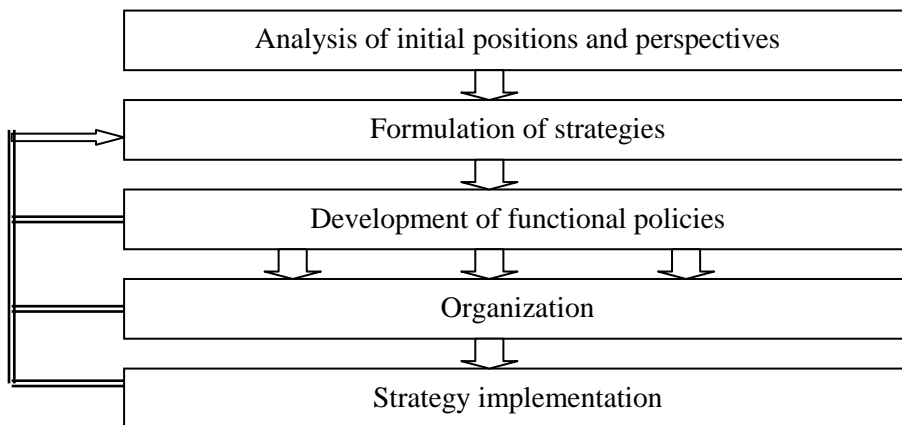 Analysis of initial positions and perspectives
Formulation of strategies
Development of functional policies
Organization
Strategy implementation